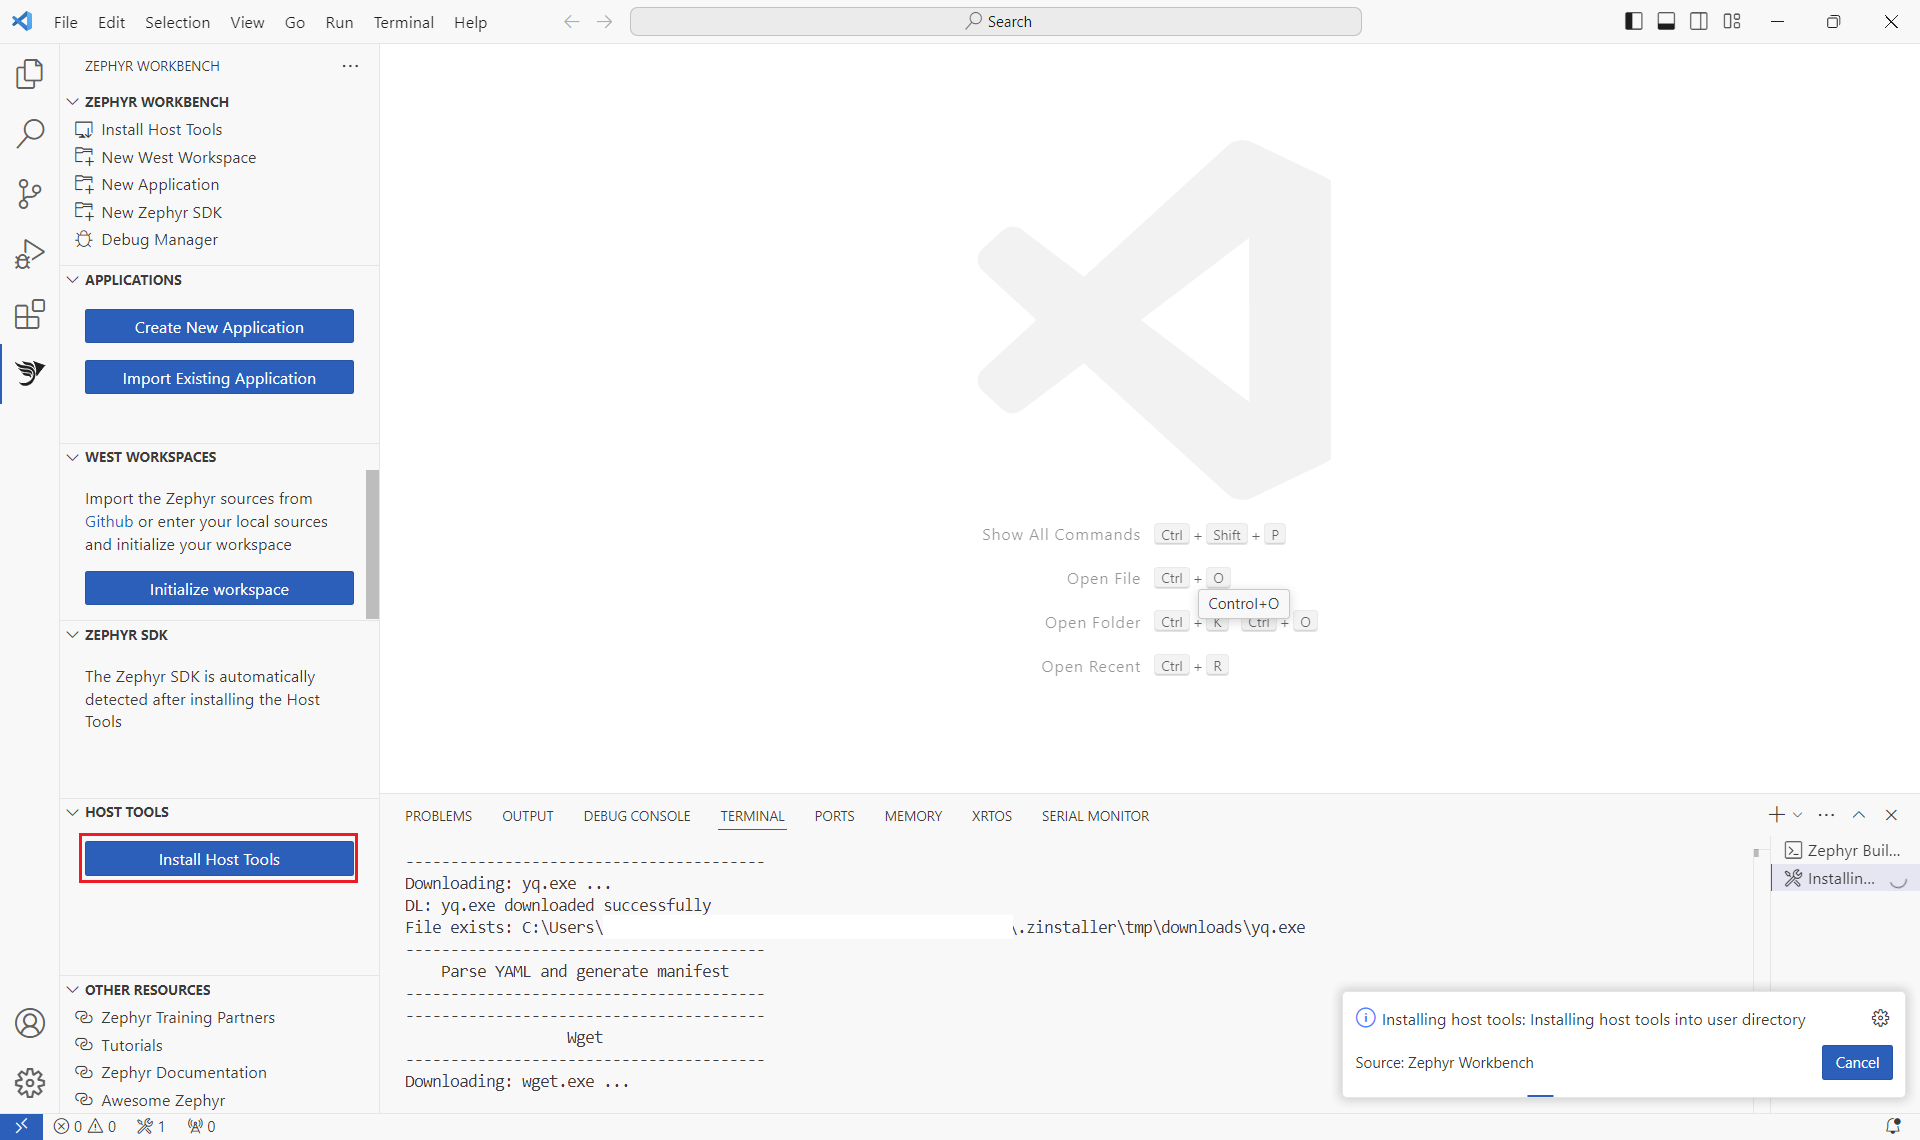 File Edit Selection View Go Run Terminal Help
Search
ZEPHYR WORKBENCH
ZEPHYR WORKBENCH
Install Host Tools
New West Workspace
New Application
New Zephyr SDK
Debug Manager
APPLICATIONS
Create New Application
Import Existing Application
WEST WORKSPACES
Import the Zephyr sources from
Github or enter your local sources
and initialize your workspace
Initialize workspace
ZEPHYR SDK
The Zephyr SDK is automatically
detected after installing the Host
Tools
HOST TOOLS
Install Host Tools
OTHER RESOURCES
Zephyr Training Partners
Tutorials
Zephyr Documentation
Awesome Zephyr
Show All Commands Ctrl + Shift + P
Open File Ctrl + O
Control+O
Open Folder Ctrl + K Ctrl + O
Open Recent Ctrl + R
PROBLEMS OUTPUT DEBUG CONSOLE TERMINAL PORTS MEMORY XRTOS SERIAL MONITOR
----------------------------------------
Downloading: yq.exe ...
DL: yq.exe downloaded successfully
File exists: C:\Users\ \.zinstaller\tmp\downloads\yq.exe
----------------------------------------
Parse YAML and generate manifest
----------------------------------------
----------------------------------------
Wget
----------------------------------------
Downloading: wget.exe ...
Zephyr Buil...
Installin...
Installing host tools: Installing host tools into user directory
Source: Zephyr Workbench
Cancel
0 0 1 0